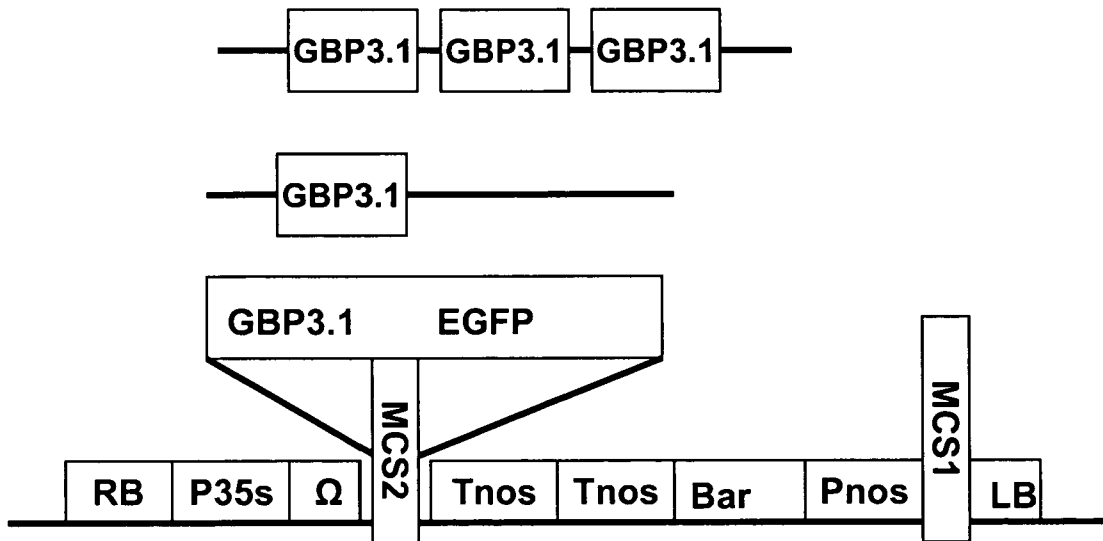 GBP3.1 GBP3.1 GBP3.1
GBP3.1
GBP3.1 EGFP
MCS2
MCS1
RB P35s Ω Tnos Tnos Bar Pnos LB